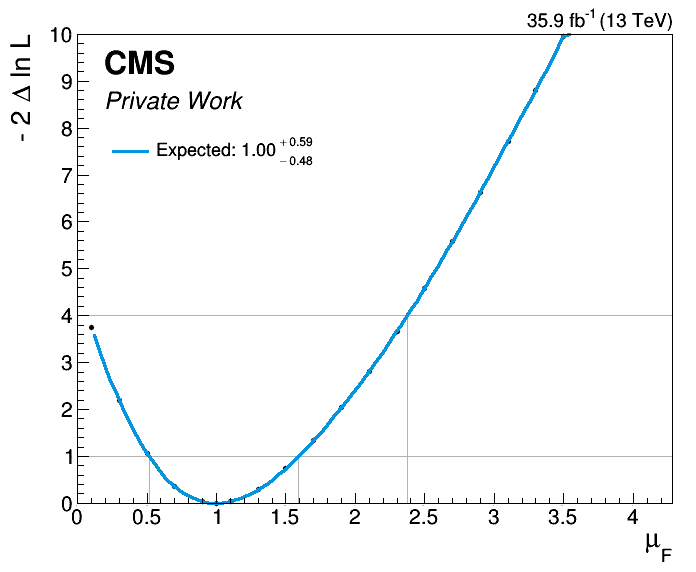 35.9 fb⁻¹ (13 TeV)
- 2 Δ ln L
CMS
Private Work
Expected: 1.00 +0.59 −0.48
10
9
8
7
6
5
4
3
2
1
0
0 0.5 1 1.5 2 2.5 3 3.5 4
μ_F